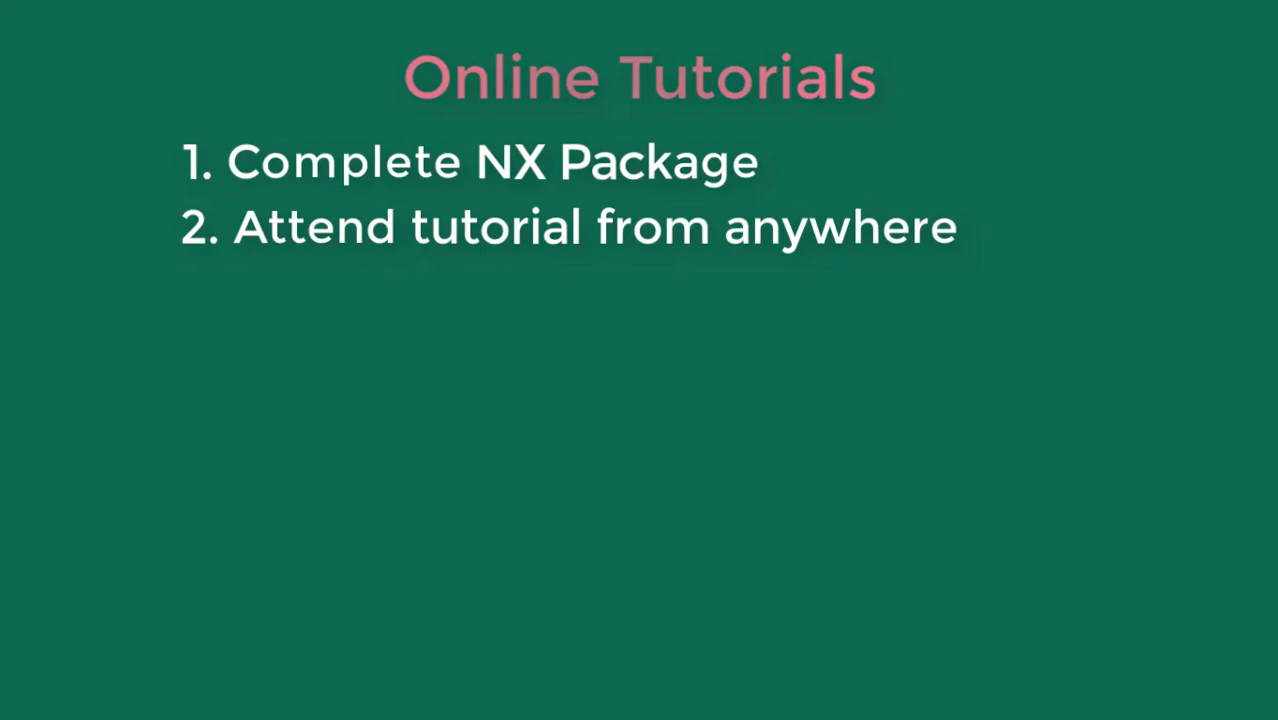 Online Tutorials
1. Complete NX Package
2. Attend tutorial from anywhere